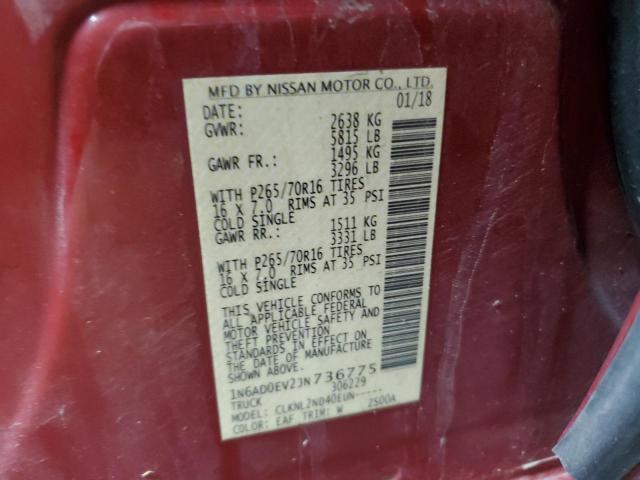 MFD BY NISSAN MOTOR CO., LTD.
DATE: 01/18
GVWR: 2638 KG
5815 LB
GAWR FR.: 1495 KG
3296 LB
WITH P265/70R16 TIRES
16 X 7.0 RIMS AT 35 PSI
COLD SINGLE
GAWR RR.: 1511 KG
3331 LB
WITH P265/70R16 TIRES
16 X 7.0 RIMS AT 35 PSI
COLD SINGLE
THIS VEHICLE CONFORMS TO
ALL APPLICABLE FEDERAL
MOTOR VEHICLE SAFETY AND
THEFT PREVENTION
STANDARDS IN EFFECT ON
THE DATE OF MANUFACTURE
SHOWN ABOVE.
1N6AD0EV2JN736775
TRUCK 306229
MODEL: CLKNL2N040EUN-----
COLOR: EAF TRIM: W 2S00A